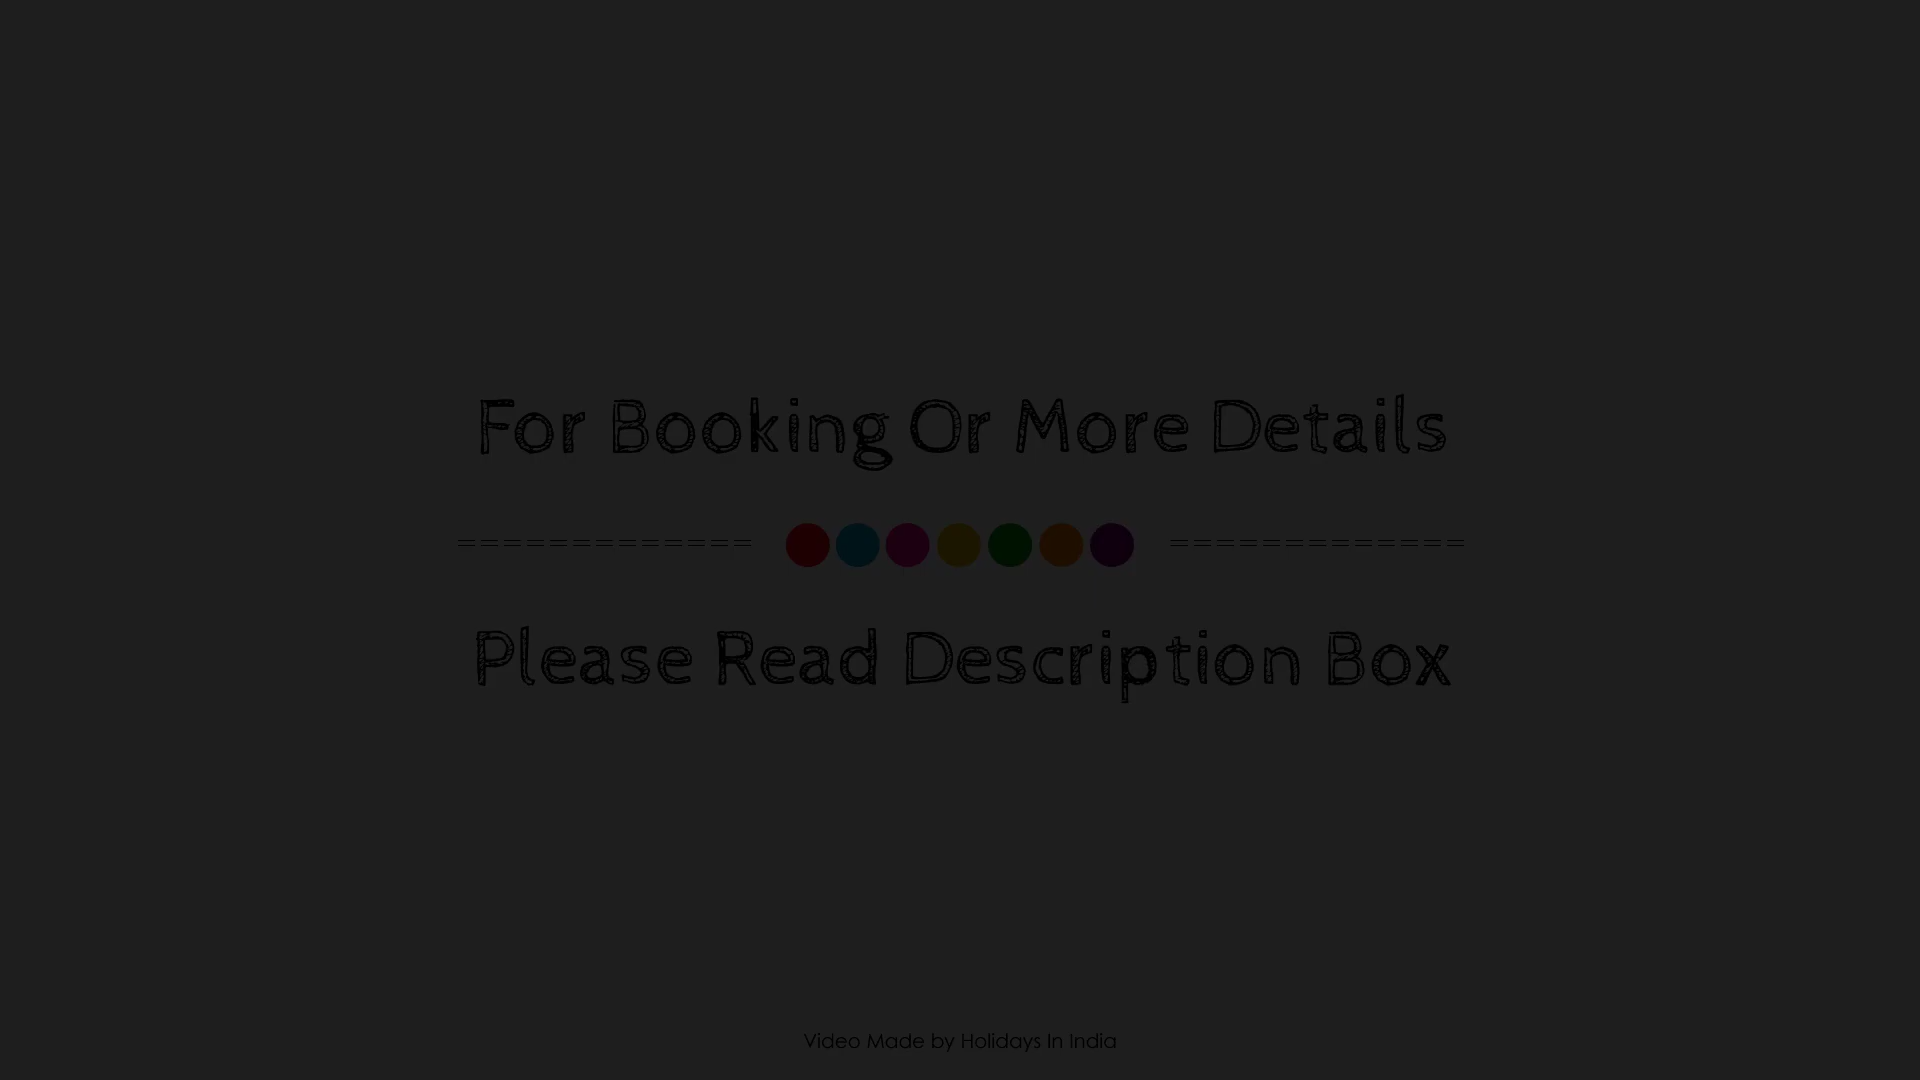 For Booking Or More Details
============= =============
Please Read Description Box
Video Made by Holidays In India